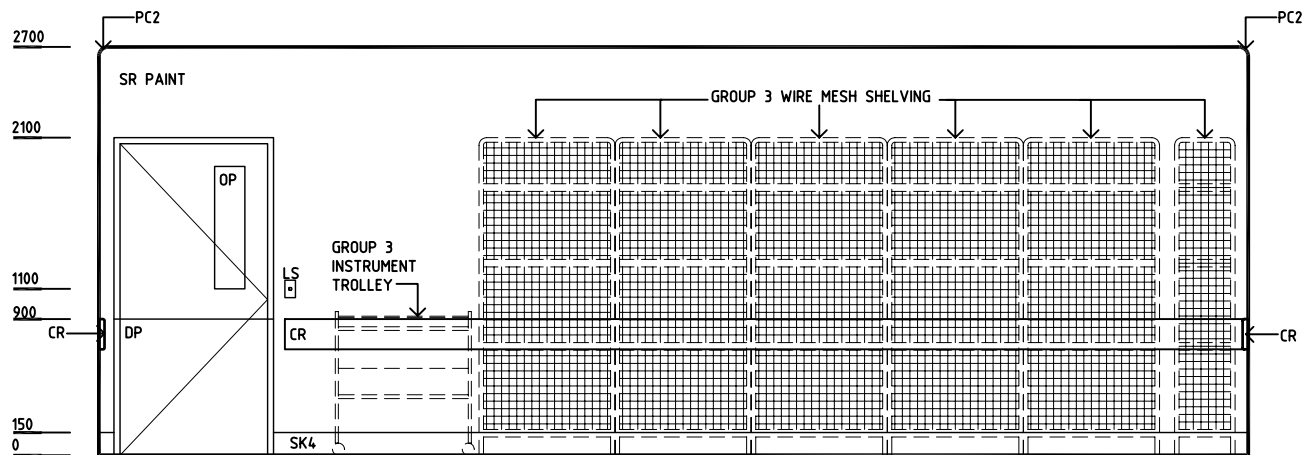 PC2
PC2
2700
SR PAINT
GROUP 3 WIRE MESH SHELVING
2100
OP
GROUP 3
INSTRUMENT
TROLLEY
LS
1100
900
CR
DP
CR
CR
150
0
SK4